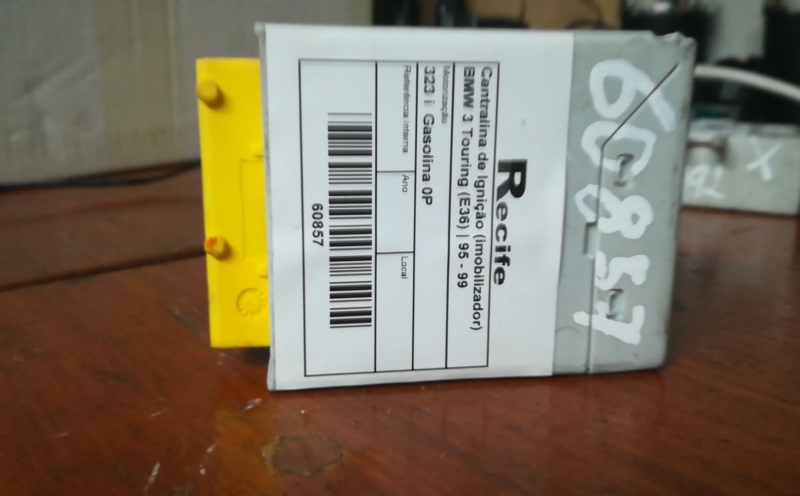 Recife
Cantralina de Ignição (imobilizador)
BMW 3 Touring (E36) | 95 - 99
Motorização
323 i Gasolina 0P
Referência Interna
Ano
Local
60857
60857
X